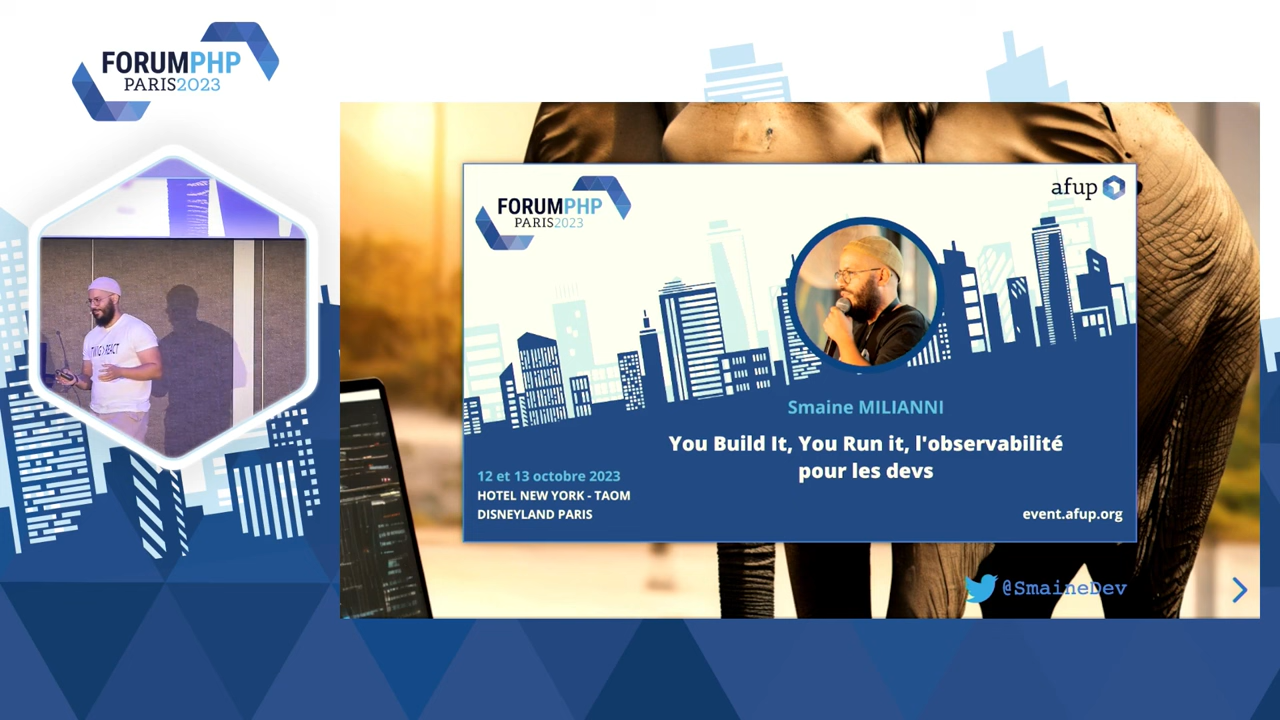 FORUMPHP
PARIS2023
FORUMPHP
PARIS2023
afup
Smaine MILIANNI
You Build It, You Run it, l'observabilité
pour les devs
12 et 13 octobre 2023
HOTEL NEW YORK - TAOM
DISNEYLAND PARIS
event.afup.org
@SmaineDev